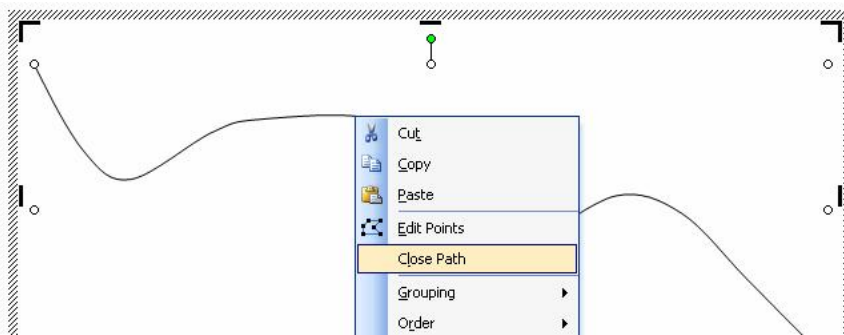 Cut
Copy
Paste
Edit Points
Close Path
Grouping
Order